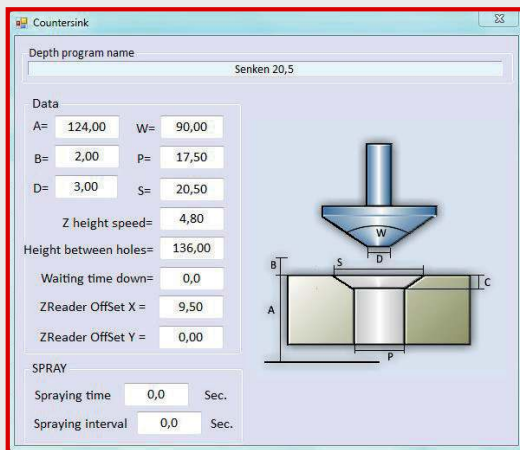 Countersink
Depth program name
Senken 20,5
Data
A= 124,00 W= 90,00
B= 2,00 P= 17,50
D= 3,00 S= 20,50
Z height speed= 4,80
Height between holes= 136,00
Waiting time down= 0,0
ZReader OffSet X = 9,50
ZReader OffSet Y = 0,00
SPRAY
Spraying time 0,0 Sec.
Spraying interval 0,0 Sec.
W
D
B
S
C
A
P